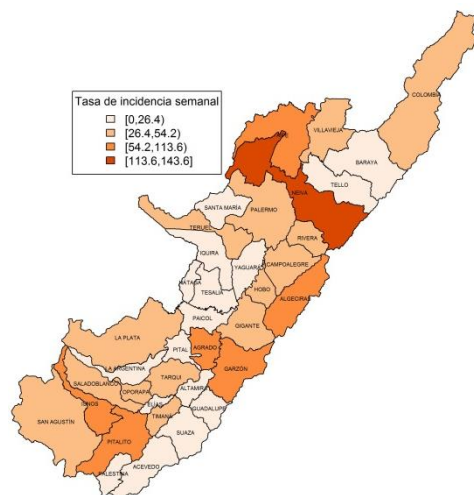 Tasa de incidencia semanal
[0,26.4)
[26.4,54.2)
[54.2,113.6)
[113.6,143.6]
COLOMBIA
VILLAVIEJA
BARAYA
TELLO
NEIVA
SANTA MARÍA
PALERMO
TERUEL
RIVERA
IQUIRA
YAGUARÁ
CAMPOALEGRE
NATAGA
TESALIA
HOBO
ALGECIRAS
PAICOL
GIGANTE
LA PLATA
PITAL
AGRADO
LA ARGENTINA
GARZÓN
TARQUI
SALADOBLANCO
OPORAPA
ALTAMIRA
ELÍAS
ISNOS
GUADALUPE
TIMANÁ
SAN AGUSTÍN
SUAZA
PITALITO
ACEVEDO
PALESTINA